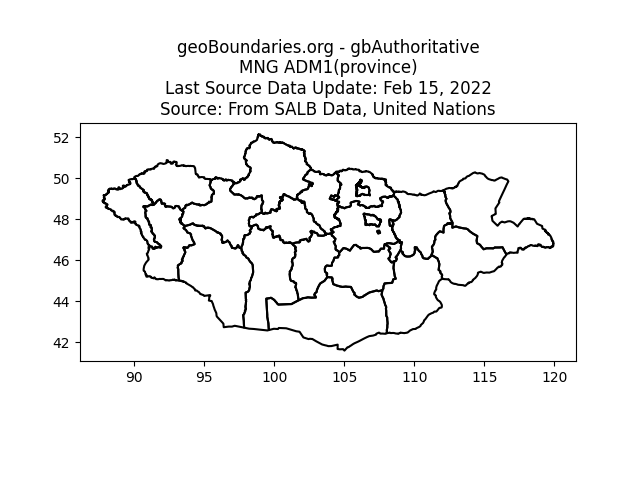 geoBoundaries.org - gbAuthoritative
MNG ADM1(province)
Last Source Data Update: Feb 15, 2022
Source: From SALB Data, United Nations
52
50
48
46
44
42
90 95 100 105 110 115 120